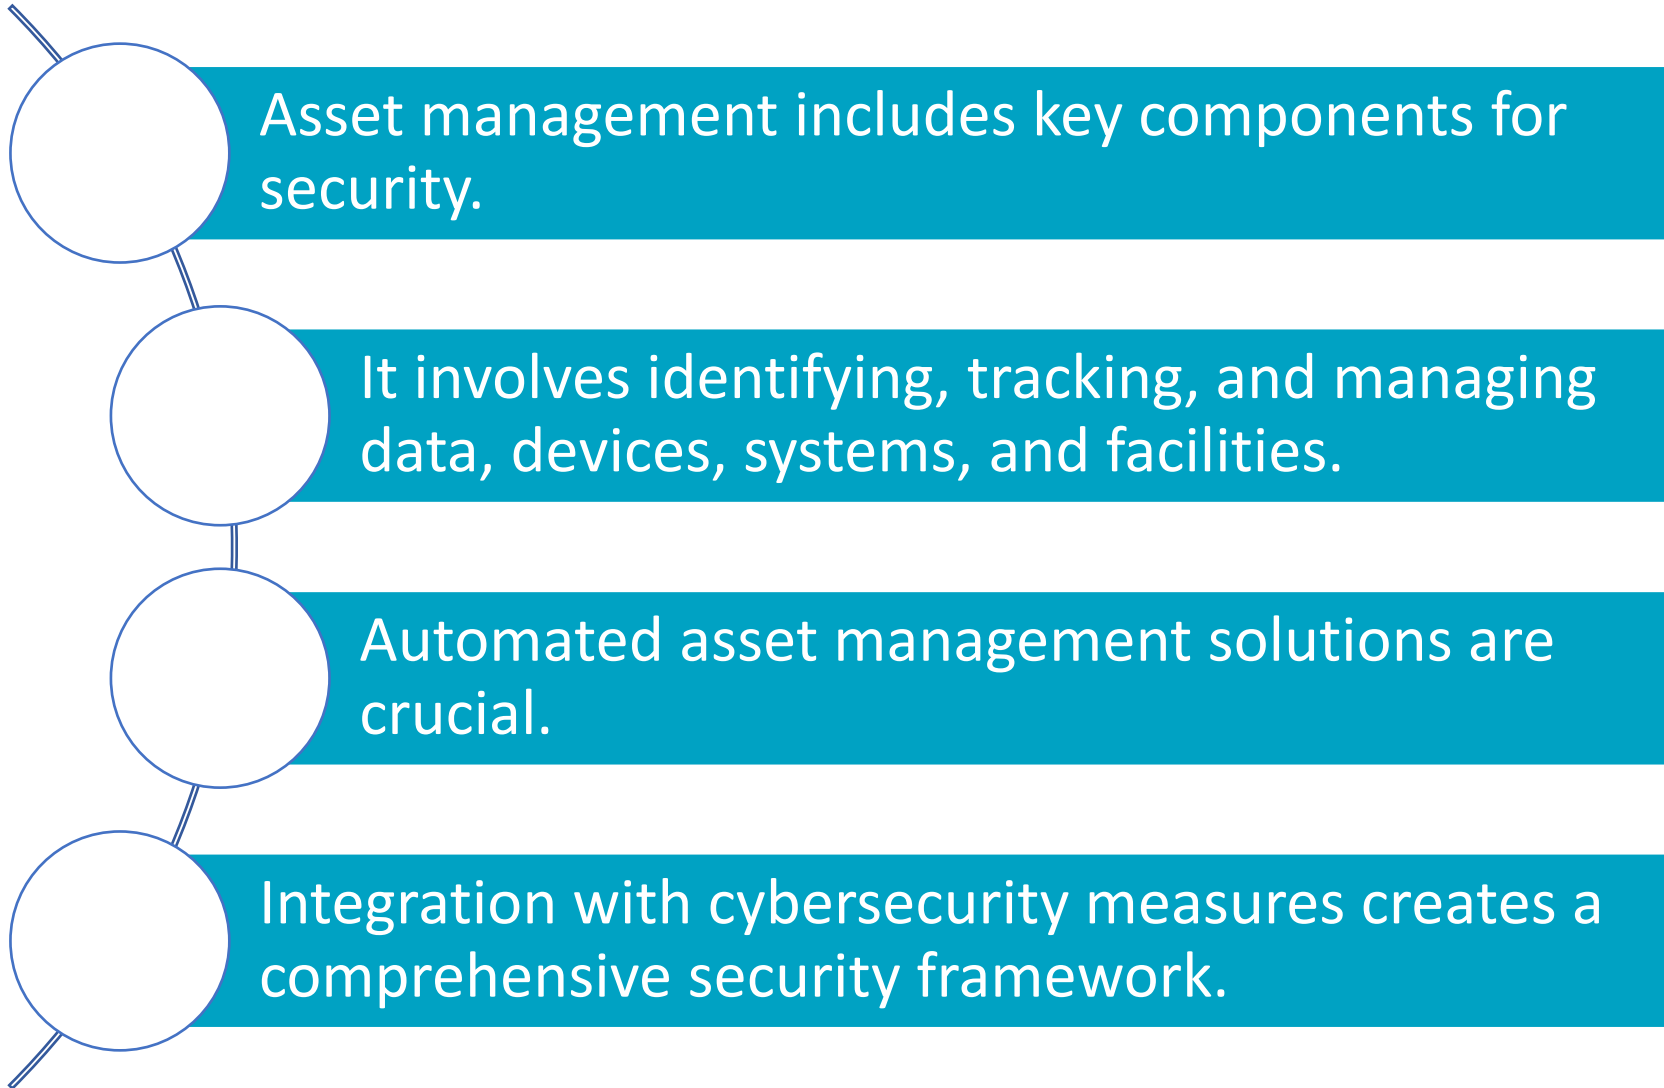 Asset management includes key components for
security.
It involves identifying, tracking, and managing
data, devices, systems, and facilities.
Automated asset management solutions are
crucial.
Integration with cybersecurity measures creates a
comprehensive security framework.